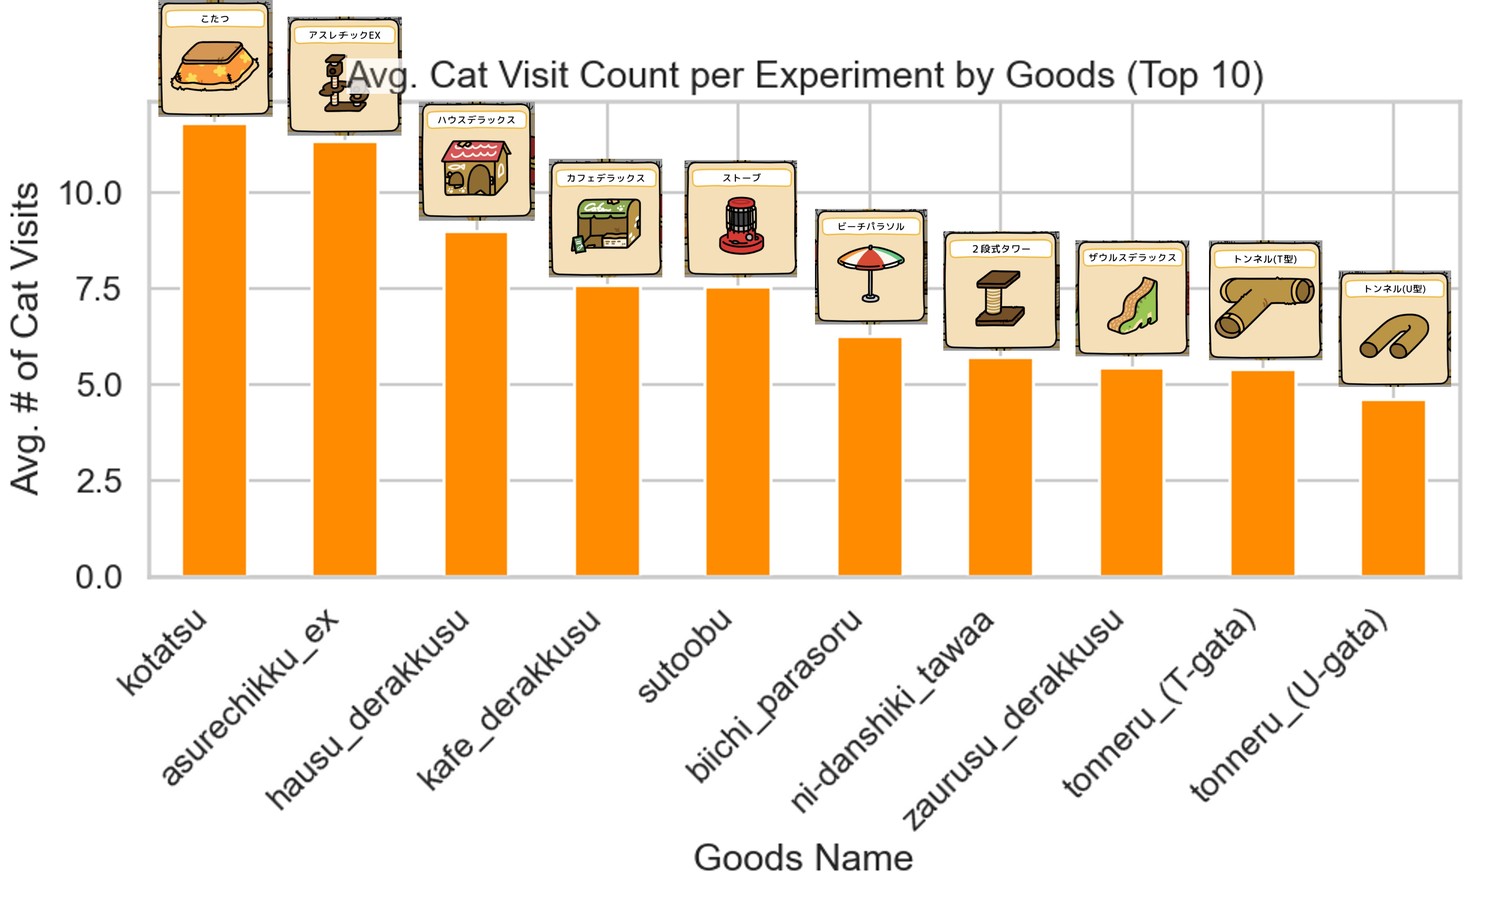 こたつ
アスレチックEX
Avg. Cat Visit Count per Experiment by Goods (Top 10)
ハウスデラックス
カフェデラックス
ストーブ
ビーチパラソル
2段式タワー
ザウルスデラックス
トンネル(T型)
トンネル(U型)
Avg. # of Cat Visits
10.0
7.5
5.0
2.5
0.0
kotatsu
asurechikku_ex
hausu_derakkusu
kafe_derakkusu
sutoobu
biichi_parasoru
ni-danshiki_tawaa
zaurusu_derakkusu
tonneru_(T-gata)
tonneru_(U-gata)
Goods Name